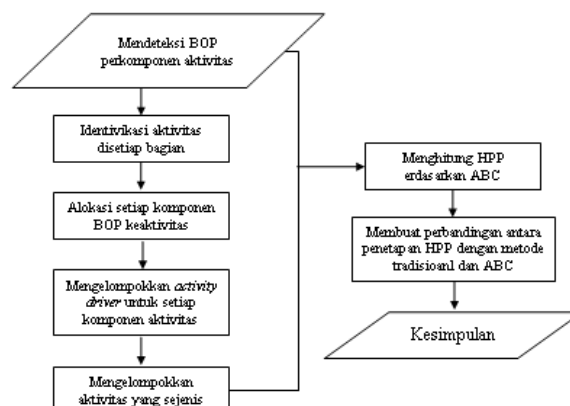 Mendeteksi BOP
perkomponen aktivitas
Identivikasi aktivitas
disetiap bagian
Alokasi setiap komponen
BOP keaktivitas
Mengelompokkan activity
driver untuk setiap
komponen aktivitas
Mengelompokkan
aktivitas yang sejenis
Menghitung HPP
erdasarkan ABC
Membuat perbandingan antara
penetapan HPP dengan metode
tradisioanl dan ABC
Kesimpulan